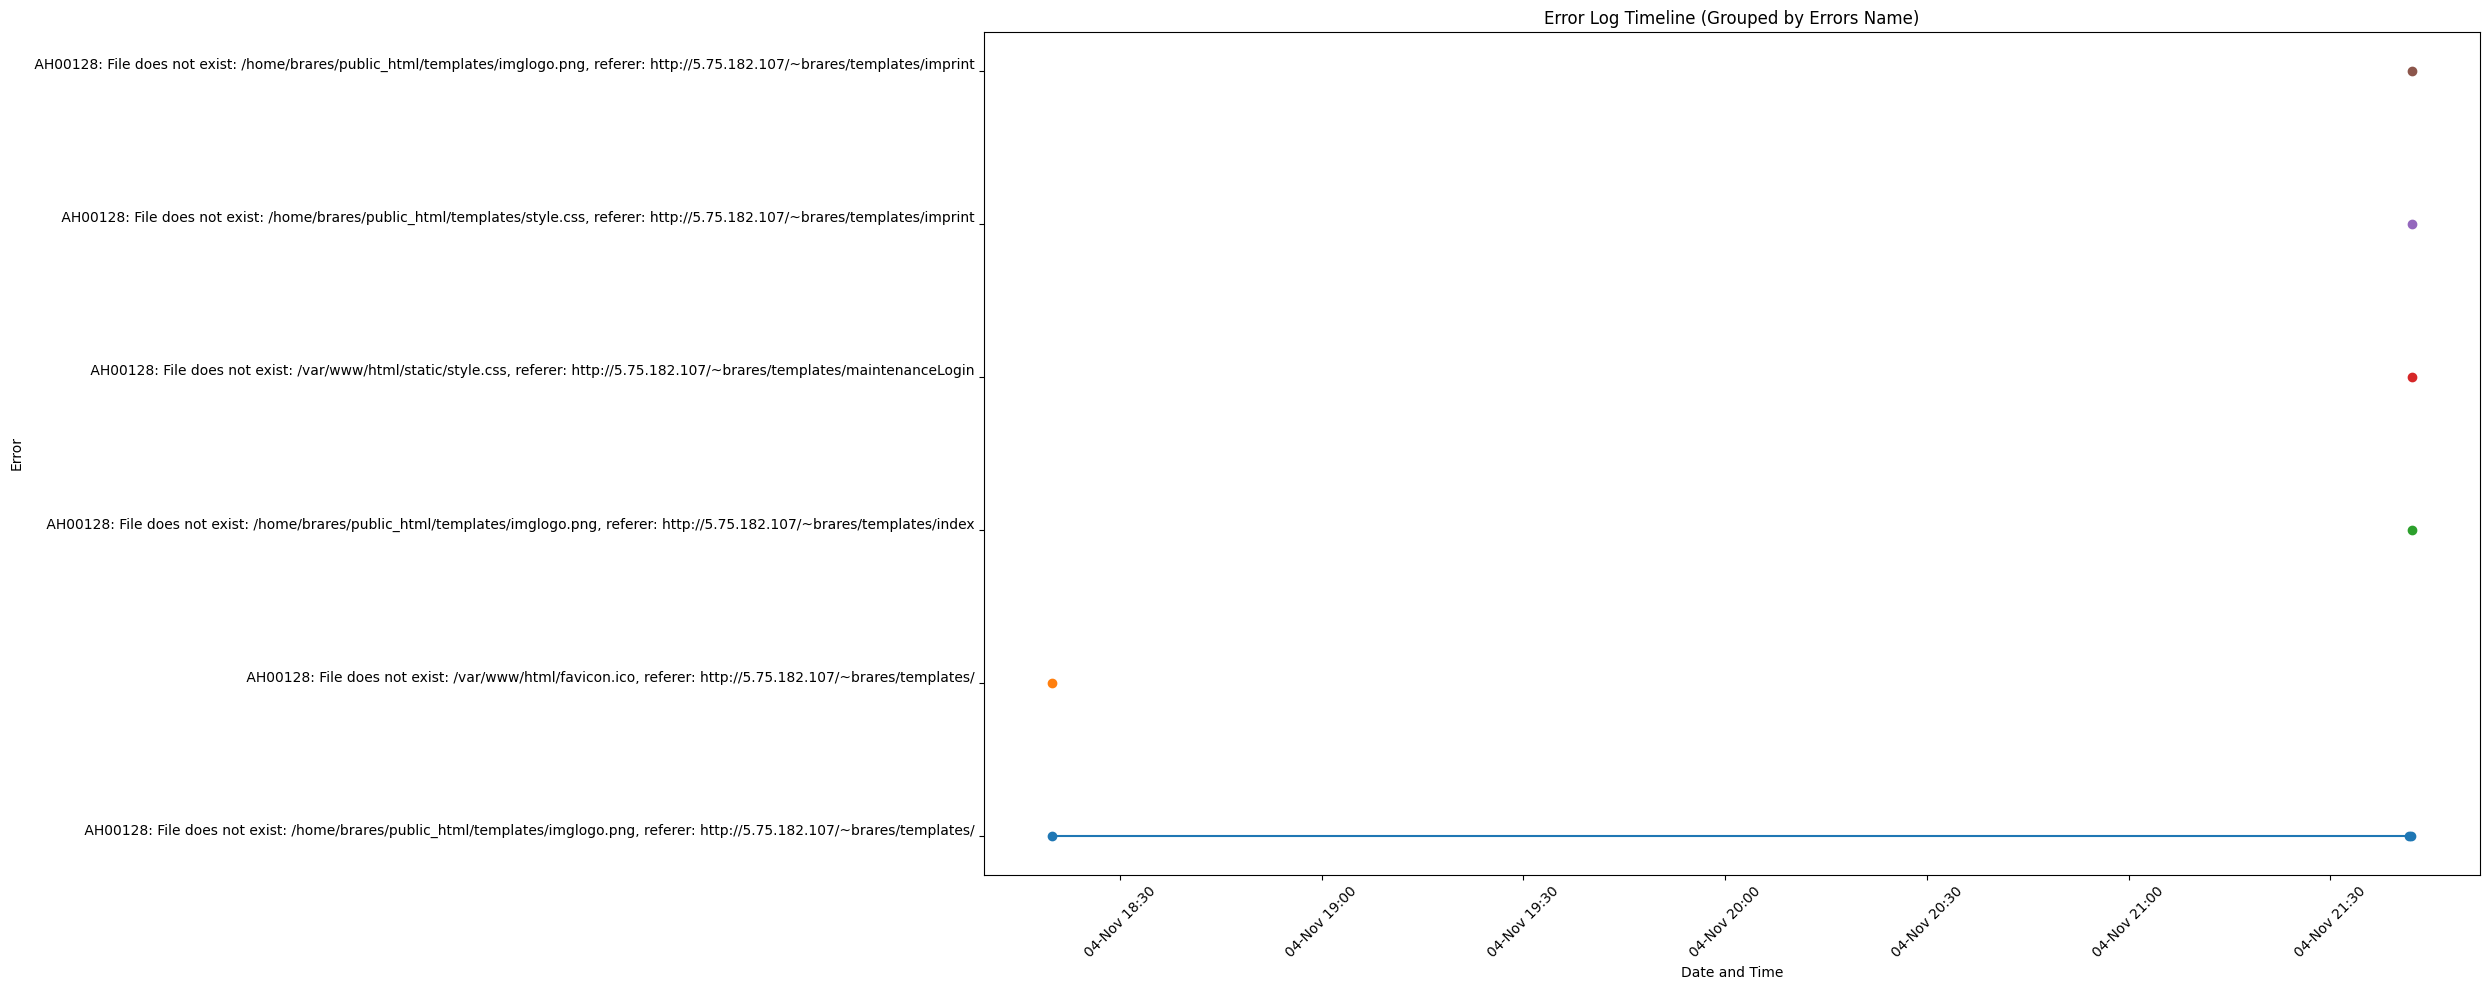 Error Log Timeline (Grouped by Errors Name)
AH00128: File does not exist: /home/brares/public_html/templates/imglogo.png, referer: http://5.75.182.107/~brares/templates/imprint
AH00128: File does not exist: /home/brares/public_html/templates/style.css, referer: http://5.75.182.107/~brares/templates/imprint
AH00128: File does not exist: /var/www/html/static/style.css, referer: http://5.75.182.107/~brares/templates/maintenanceLogin
Error
AH00128: File does not exist: /home/brares/public_html/templates/imglogo.png, referer: http://5.75.182.107/~brares/templates/index
AH00128: File does not exist: /var/www/html/favicon.ico, referer: http://5.75.182.107/~brares/templates/
AH00128: File does not exist: /home/brares/public_html/templates/imglogo.png, referer: http://5.75.182.107/~brares/templates/
04-Nov 18:30
04-Nov 19:00
04-Nov 19:30
04-Nov 20:00
04-Nov 20:30
04-Nov 21:00
04-Nov 21:30
Date and Time